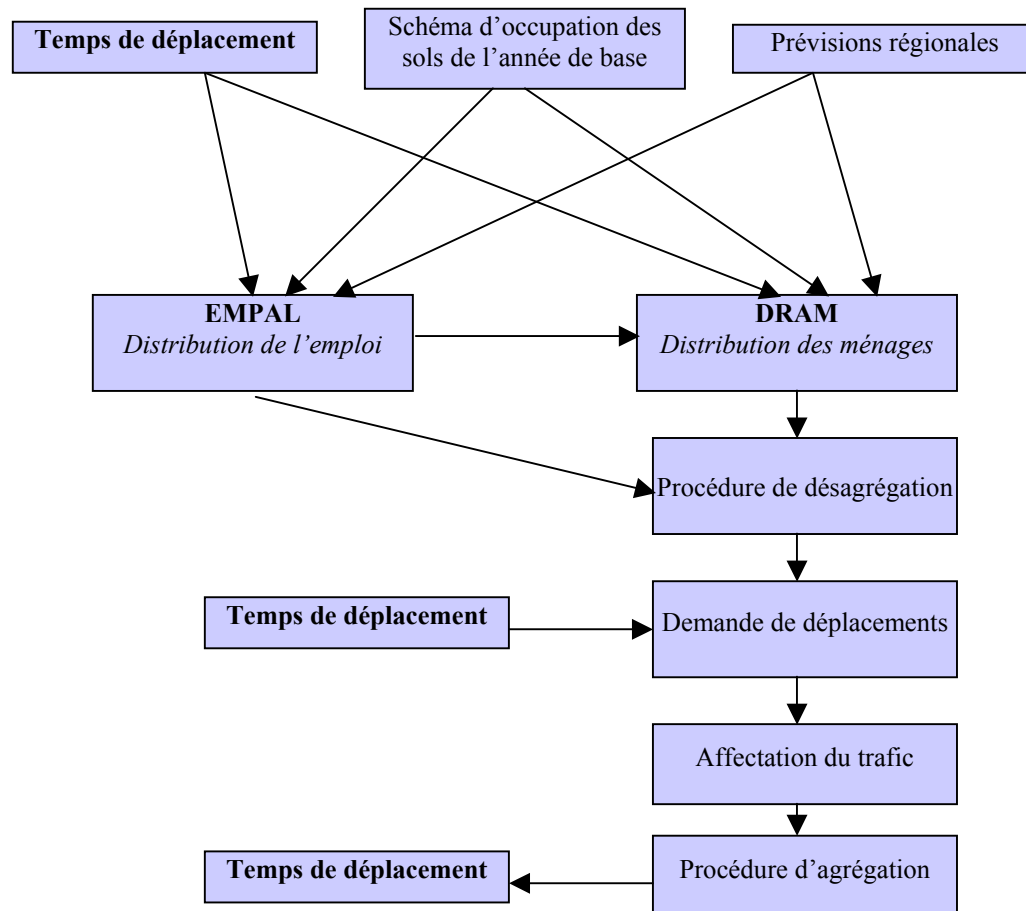 Temps de déplacement
Schéma d’occupation des
sols de l’année de base
Prévisions régionales
EMPAL
Distribution de l’emploi
DRAM
Distribution des ménages
Procédure de désagrégation
Temps de déplacement
Demande de déplacements
Affectation du trafic
Temps de déplacement
Procédure d’agrégation